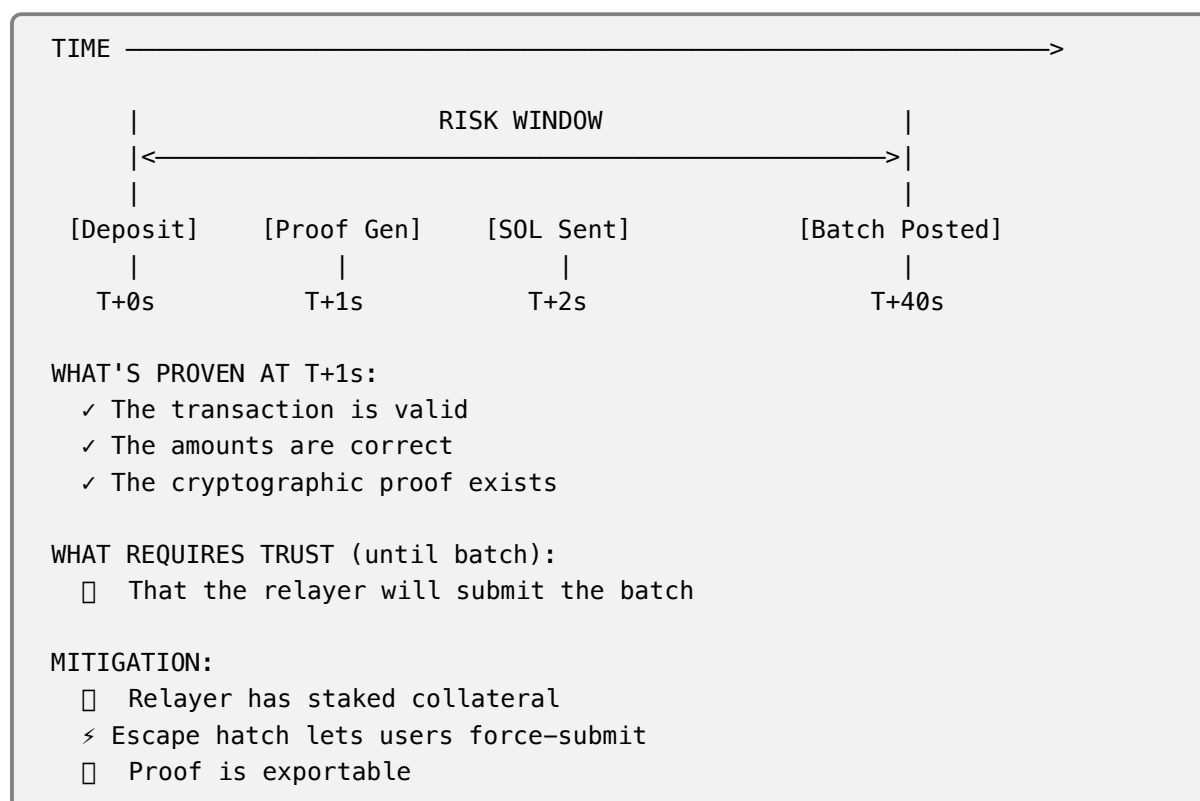 TIME ———————————————————————————>
| RISK WINDOW |
|<————————————————————————>|
| |
[Deposit] [Proof Gen] [SOL Sent] [Batch Posted]
| | | |
T+0s T+1s T+2s T+40s
WHAT'S PROVEN AT T+1s:
✓ The transaction is valid
✓ The amounts are correct
✓ The cryptographic proof exists
WHAT REQUIRES TRUST (until batch):
▯ That the relayer will submit the batch
MITIGATION:
▯ Relayer has staked collateral
⚡ Escape hatch lets users force–submit
▯ Proof is exportable